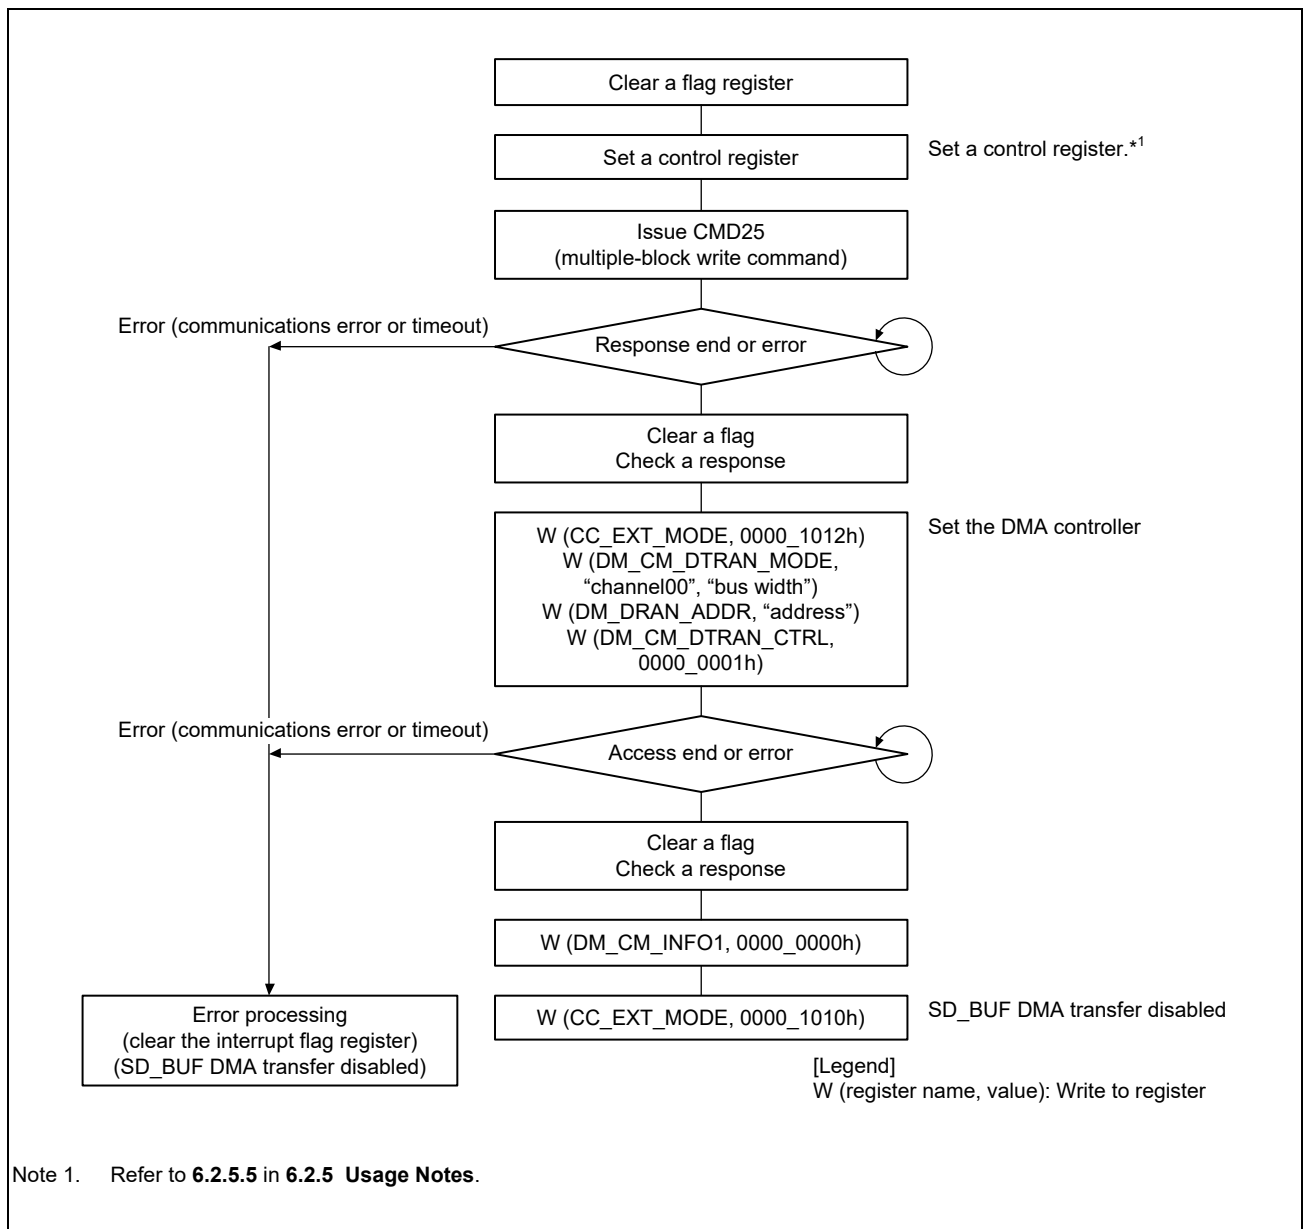 Clear a flag register
Set a control register
Set a control register.*1
Issue CMD25
(multiple-block write command)
Error (communications error or timeout)
Response end or error
Clear a flag
Check a response
W (CC_EXT_MODE, 0000_1012h)
W (DM_CM_DTRAN_MODE,
“channel00”, “bus width”)
W (DM_DRAN_ADDR, “address”)
W (DM_CM_DTRAN_CTRL,
0000_0001h)
Set the DMA controller
Error (communications error or timeout)
Access end or error
Clear a flag
Check a response
W (DM_CM_INFO1, 0000_0000h)
Error processing
(clear the interrupt flag register)
(SD_BUF DMA transfer disabled)
W (CC_EXT_MODE, 0000_1010h)
SD_BUF DMA transfer disabled
[Legend]
W (register name, value): Write to register
Note 1. Refer to 6.2.5.5 in 6.2.5 Usage Notes.